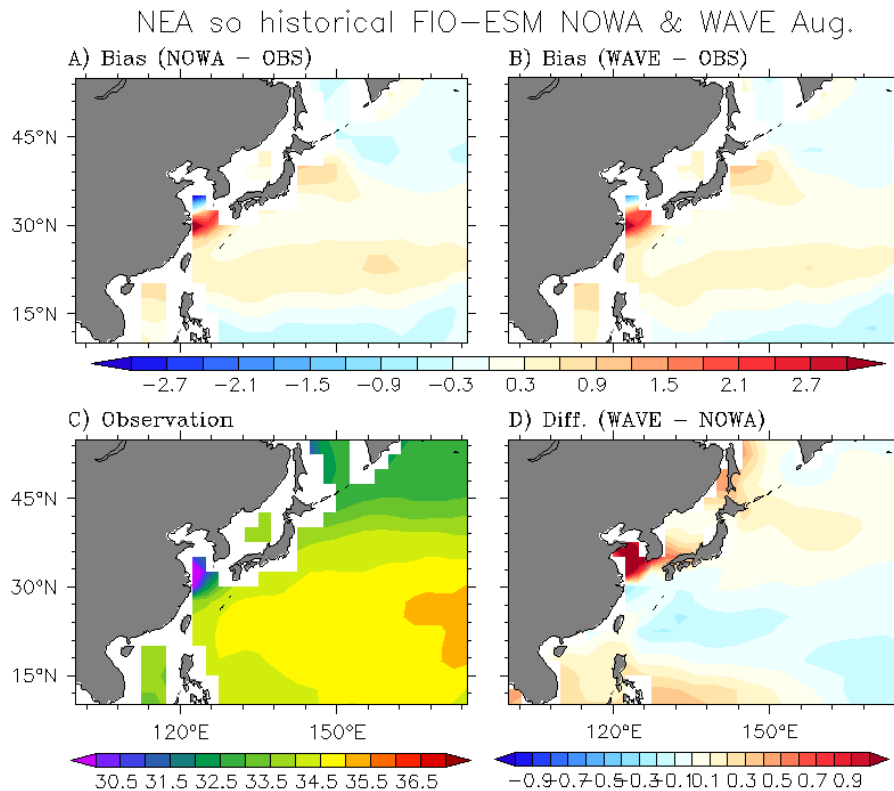 NEA so historical FIO-ESM NOWA & WAVE Aug.
A) Bias (NOWA - OBS) B) Bias (WAVE - OBS)
45°N
30°N
15°N
-2.7 -2.1 -1.5 -0.9 -0.3 0.3 0.9 1.5 2.1 2.7
C) Observation D) Diff. (WAVE - NOWA)
45°N
30°N
15°N
120°E 150°E 120°E 150°E
30.5 31.5 32.5 33.5 34.5 35.5 36.5 -0.9 -0.7 -0.5 -0.3 -0.1 0.1 0.3 0.5 0.7 0.9